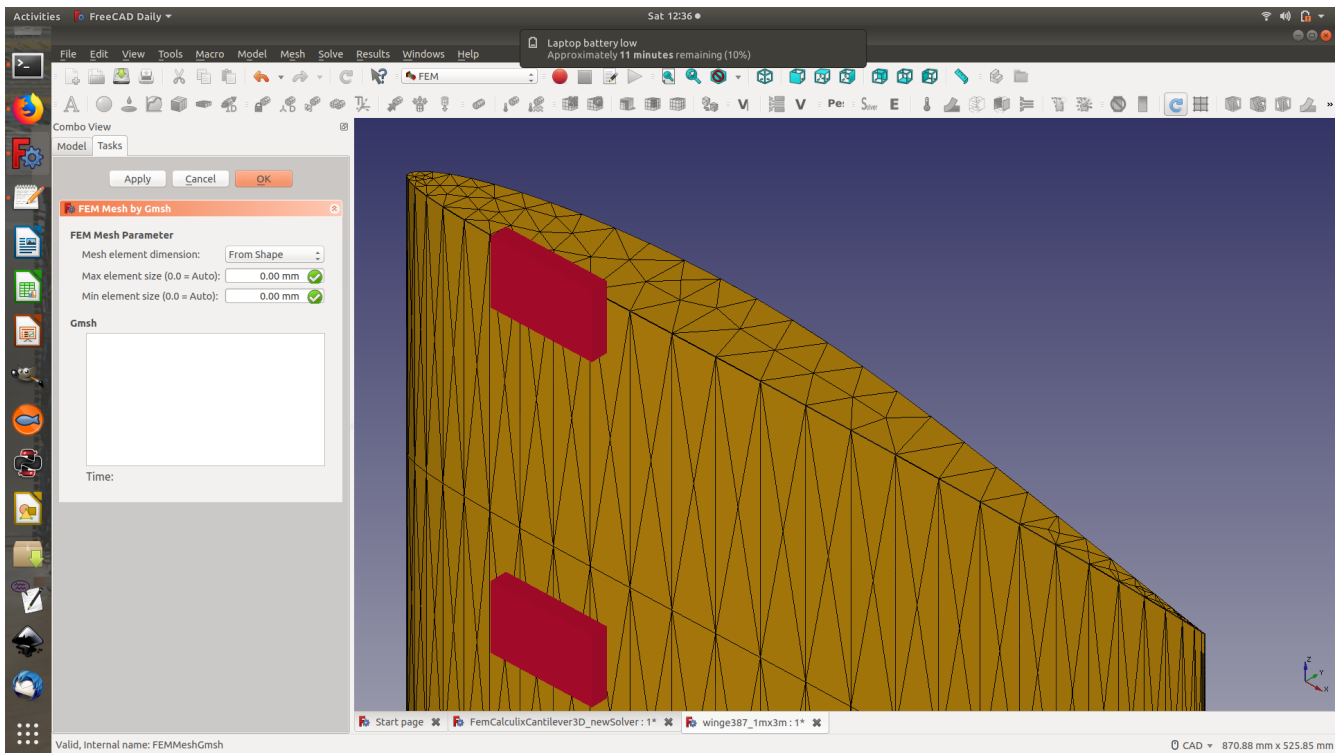 Activities FreeCAD Daily Sat 12:36
Laptop battery low
Approximately 11 minutes remaining (10%)
File Edit View Tools Macro Model Mesh Solve Results Windows Help
FEM
Combo View
Model Tasks
Apply Cancel OK
FEM Mesh by Gmsh
FEM Mesh Parameter
Mesh element dimension: From Shape
Max element size (0.0 = Auto): 0.00 mm
Min element size (0.0 = Auto): 0.00 mm
Gmsh
Time:
Z
Y
X
Start page FemCalculixCantilever3D_newSolver : 1* winge387_1mx3m : 1*
Valid, Internal name: FEMMeshGmsh CAD 870.88 mm x 525.85 mm